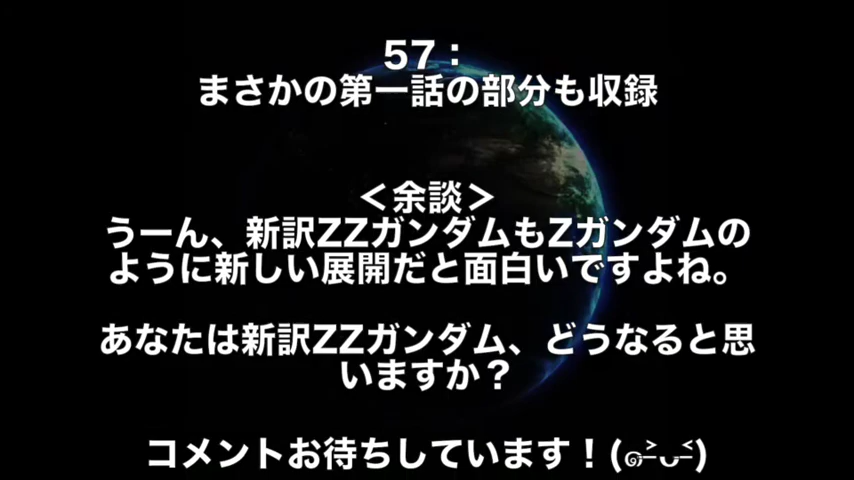 57：
まさかの第一話の部分も収録
＜余談＞
うーん、新訳ZZガンダムもZガンダムの
ように新しい展開だと面白いですよね。
あなたは新訳ZZガンダム、どうなると思
いますか？
コメントお待ちしています！(๑˃̵ᴗ˂̵)